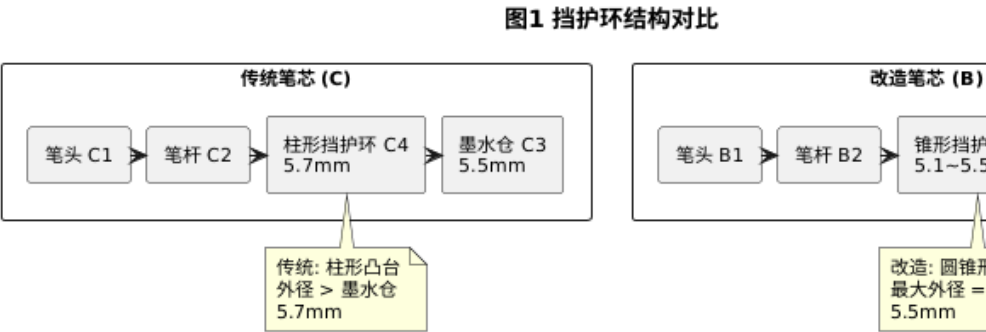 图1 挡护环结构对比
传统笔芯 (C)
笔头 C1
笔杆 C2
柱形挡护环 C4
5.7mm
墨水仓 C3
5.5mm
传统: 柱形凸台
外径 > 墨水仓
5.7mm
改造笔芯 (B)
笔头 B1
笔杆 B2
锥形挡护
5.1~5.5
改造: 圆锥形
最大外径 =
5.5mm